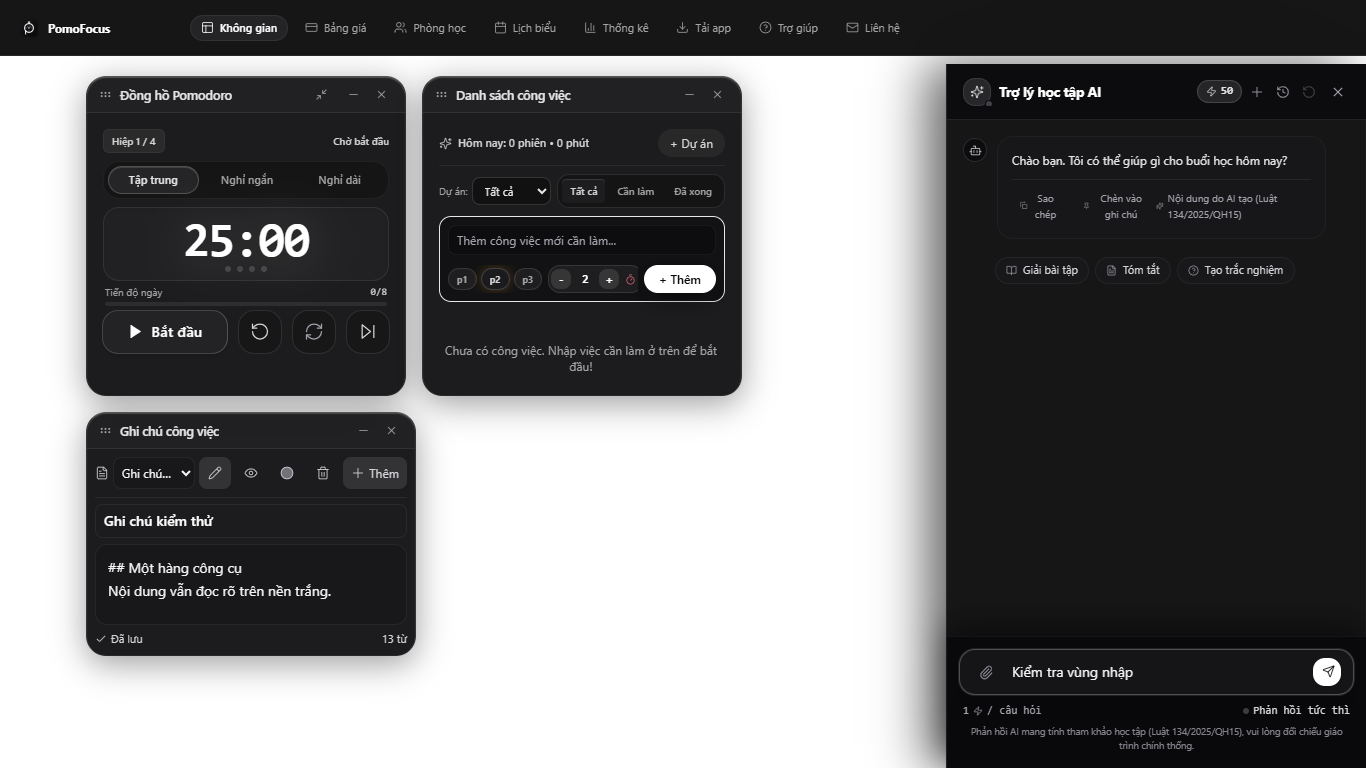 PomoFocus
Không gian
Bảng giá
Phòng học
Lịch biểu
Thống kê
Tải app
Trợ giúp
Liên hệ
Đồng hồ Pomodoro
Hiệp 1 / 4
Chờ bắt đầu
Tập trung
Nghỉ ngắn
Nghỉ dài
25:00
Tiến độ ngày
0/8
Bắt đầu
Danh sách công việc
Hôm nay: 0 phiên • 0 phút
+ Dự án
Dự án:
Tất cả
Tất cả
Cần làm
Đã xong
Thêm công việc mới cần làm...
p1
p2
p3
-
2
+
+ Thêm
Chưa có công việc. Nhập việc cần làm ở trên để bắt
đầu!
Ghi chú công việc
Ghi chú...
Thêm
Ghi chú kiểm thử
## Một hàng công cụ
Nội dung vẫn đọc rõ trên nền trắng.
Đã lưu
13 từ
Trợ lý học tập AI
50
Chào bạn. Tôi có thể giúp gì cho buổi học hôm nay?
Sao
chép
Chèn vào
ghi chú
Nội dung do AI tạo (Luật
134/2025/QH15)
Giải bài tập
Tóm tắt
Tạo trắc nghiệm
Kiểm tra vùng nhập
1 / câu hỏi
Phản hồi tức thì
Phản hồi AI mang tính tham khảo học tập (Luật 134/2025/QH15), vui lòng đối chiếu giáo
trình chính thống.